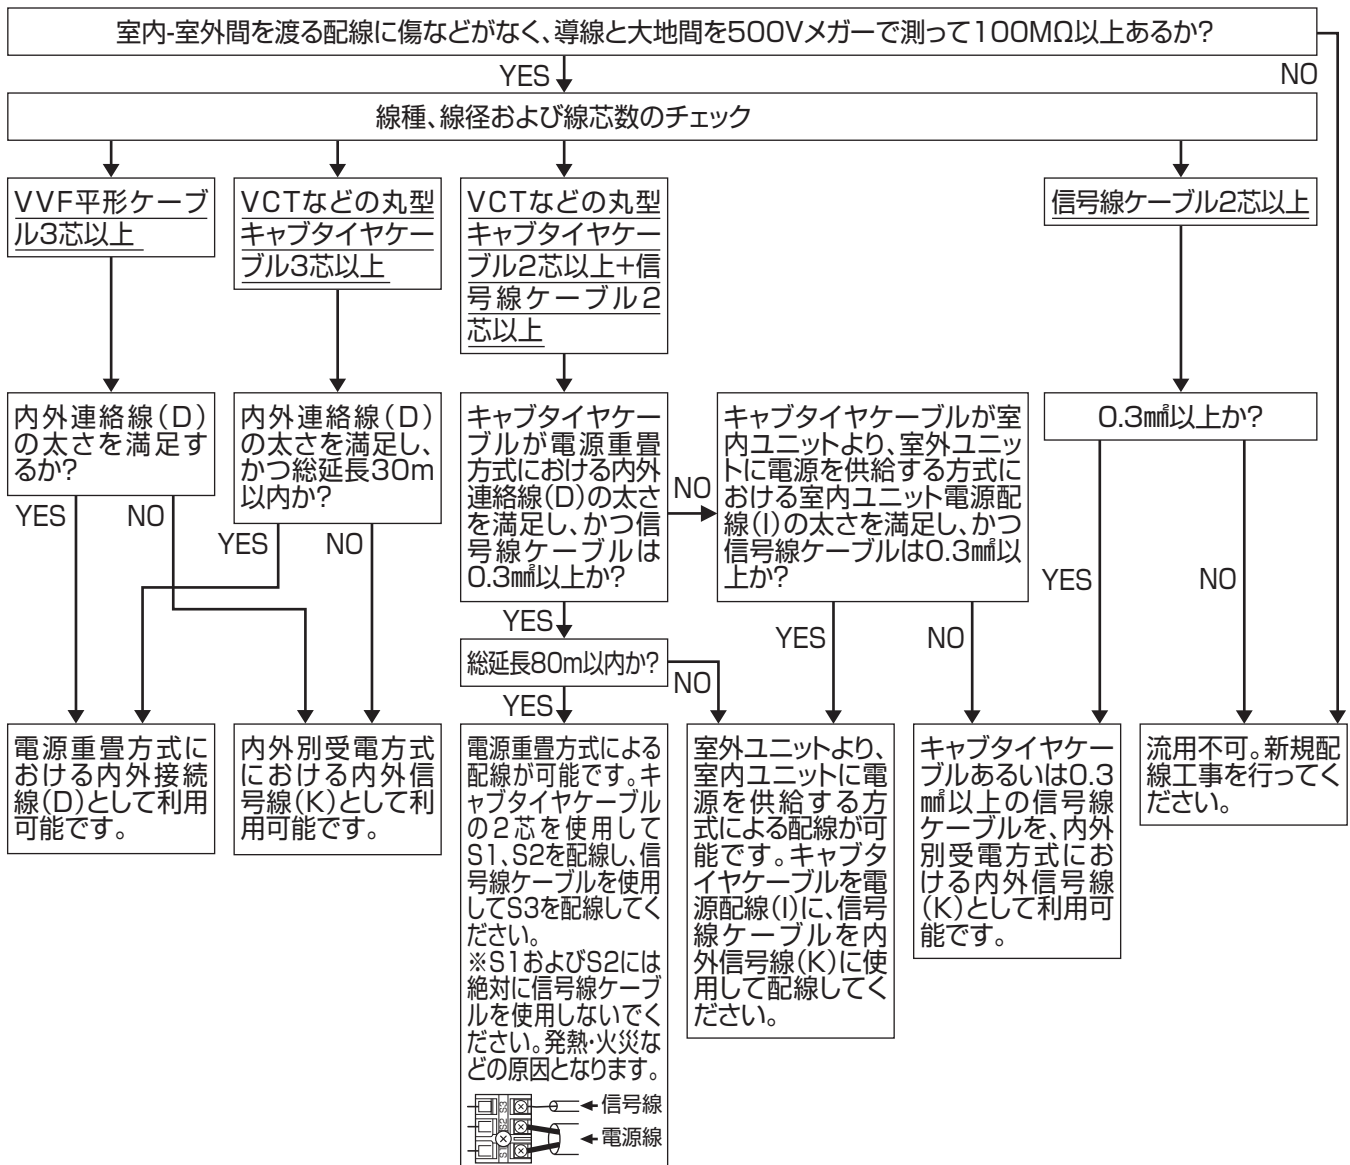 室内-室外間を渡る配線に傷などがなく、導線と大地間を500Vメガーで測って100MΩ以上あるか?
YES
NO
線種、線径および線芯数のチェック
VVF平形ケーブ
ル3芯以上
VCTなどの丸型
キャブタイヤケー
ブル3芯以上
VCTなどの丸型
キャブタイヤケー
ブル2芯以上+信
号線ケーブル2
芯以上
信号線ケーブル2芯以上
内外連絡線(D)
の太さを満足す
るか?
内外連絡線(D)
の太さを満足し、
かつ総延長30m
以内か?
キャブタイヤケー
ブルが電源重畳
方式における内外
連絡線(D)の太さ
を満足し、かつ信
号線ケーブルは
0.3㎟以上か?
NO
キャブタイヤケーブルが室
内ユニットより、室外ユニッ
トに電源を供給する方式に
おける室内ユニット電源配
線(I)の太さを満足し、かつ
信号線ケーブルは0.3㎟以
上か?
0.3㎟以上か?
YES
NO
YES
NO
YES
NO
YES
総延長80m以内か?
NO
YES
YES
NO
電源重畳方式に
おける内外接続
線(D)として利用
可能です。
内外別受電方式
における内外信
号線(K)として利
用可能です。
電源重畳方式による
配線が可能です。キ
ャブタイヤケーブル
の2芯を使用して
S1、S2を配線し、信
号線ケーブルを使用
してS3を配線してく
ださい。
※S1およびS2には
絶対に信号線ケーブ
ルを使用しないでく
ださい。発熱・火災な
どの原因となります。
S3
S2
S1
信号線
電源線
室外ユニットより、
室内ユニットに電
源を供給する方
式による配線が可
能です。キャブタ
イヤケーブルを電
源配線(I)に、信号
線ケーブルを内
外信号線(K)に使
用して配線してく
ださい。
キャブタイヤケー
ブルあるいは0.3
㎟以上の信号線
ケーブルを、内外
別受電方式にお
ける内外信号線
(K)として利用可
能です。
流用不可。新規配
線工事を行ってく
ださい。